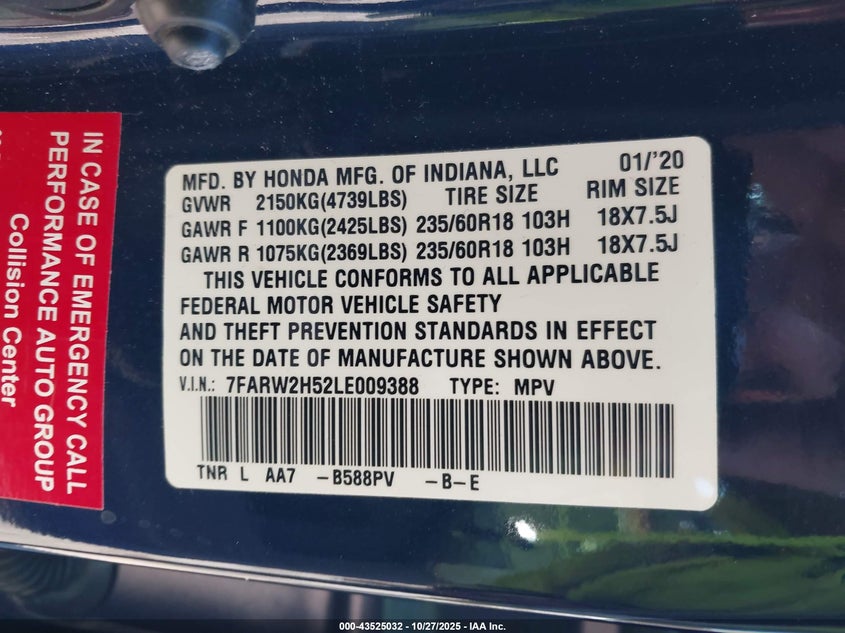 MFD. BY HONDA MFG. OF INDIANA, LLC 01/'20
GVWR 2150KG(4739LBS) TIRE SIZE RIM SIZE
GAWR F 1100KG(2425LBS) 235/60R18 103H 18X7.5J
GAWR R 1075KG(2369LBS) 235/60R18 103H 18X7.5J
THIS VEHICLE CONFORMS TO ALL APPLICABLE
FEDERAL MOTOR VEHICLE SAFETY
AND THEFT PREVENTION STANDARDS IN EFFECT
ON THE DATE OF MANUFACTURE SHOWN ABOVE.
V.I.N.: 7FARW2H52LE009388 TYPE: MPV
TNR L AA7 -B588PV -B-E
IN CASE OF EMERGENCY CALL
PERFORMANCE AUTO GROUP
Collision Center
000-43525032 - 10/27/2025 - IAA Inc.